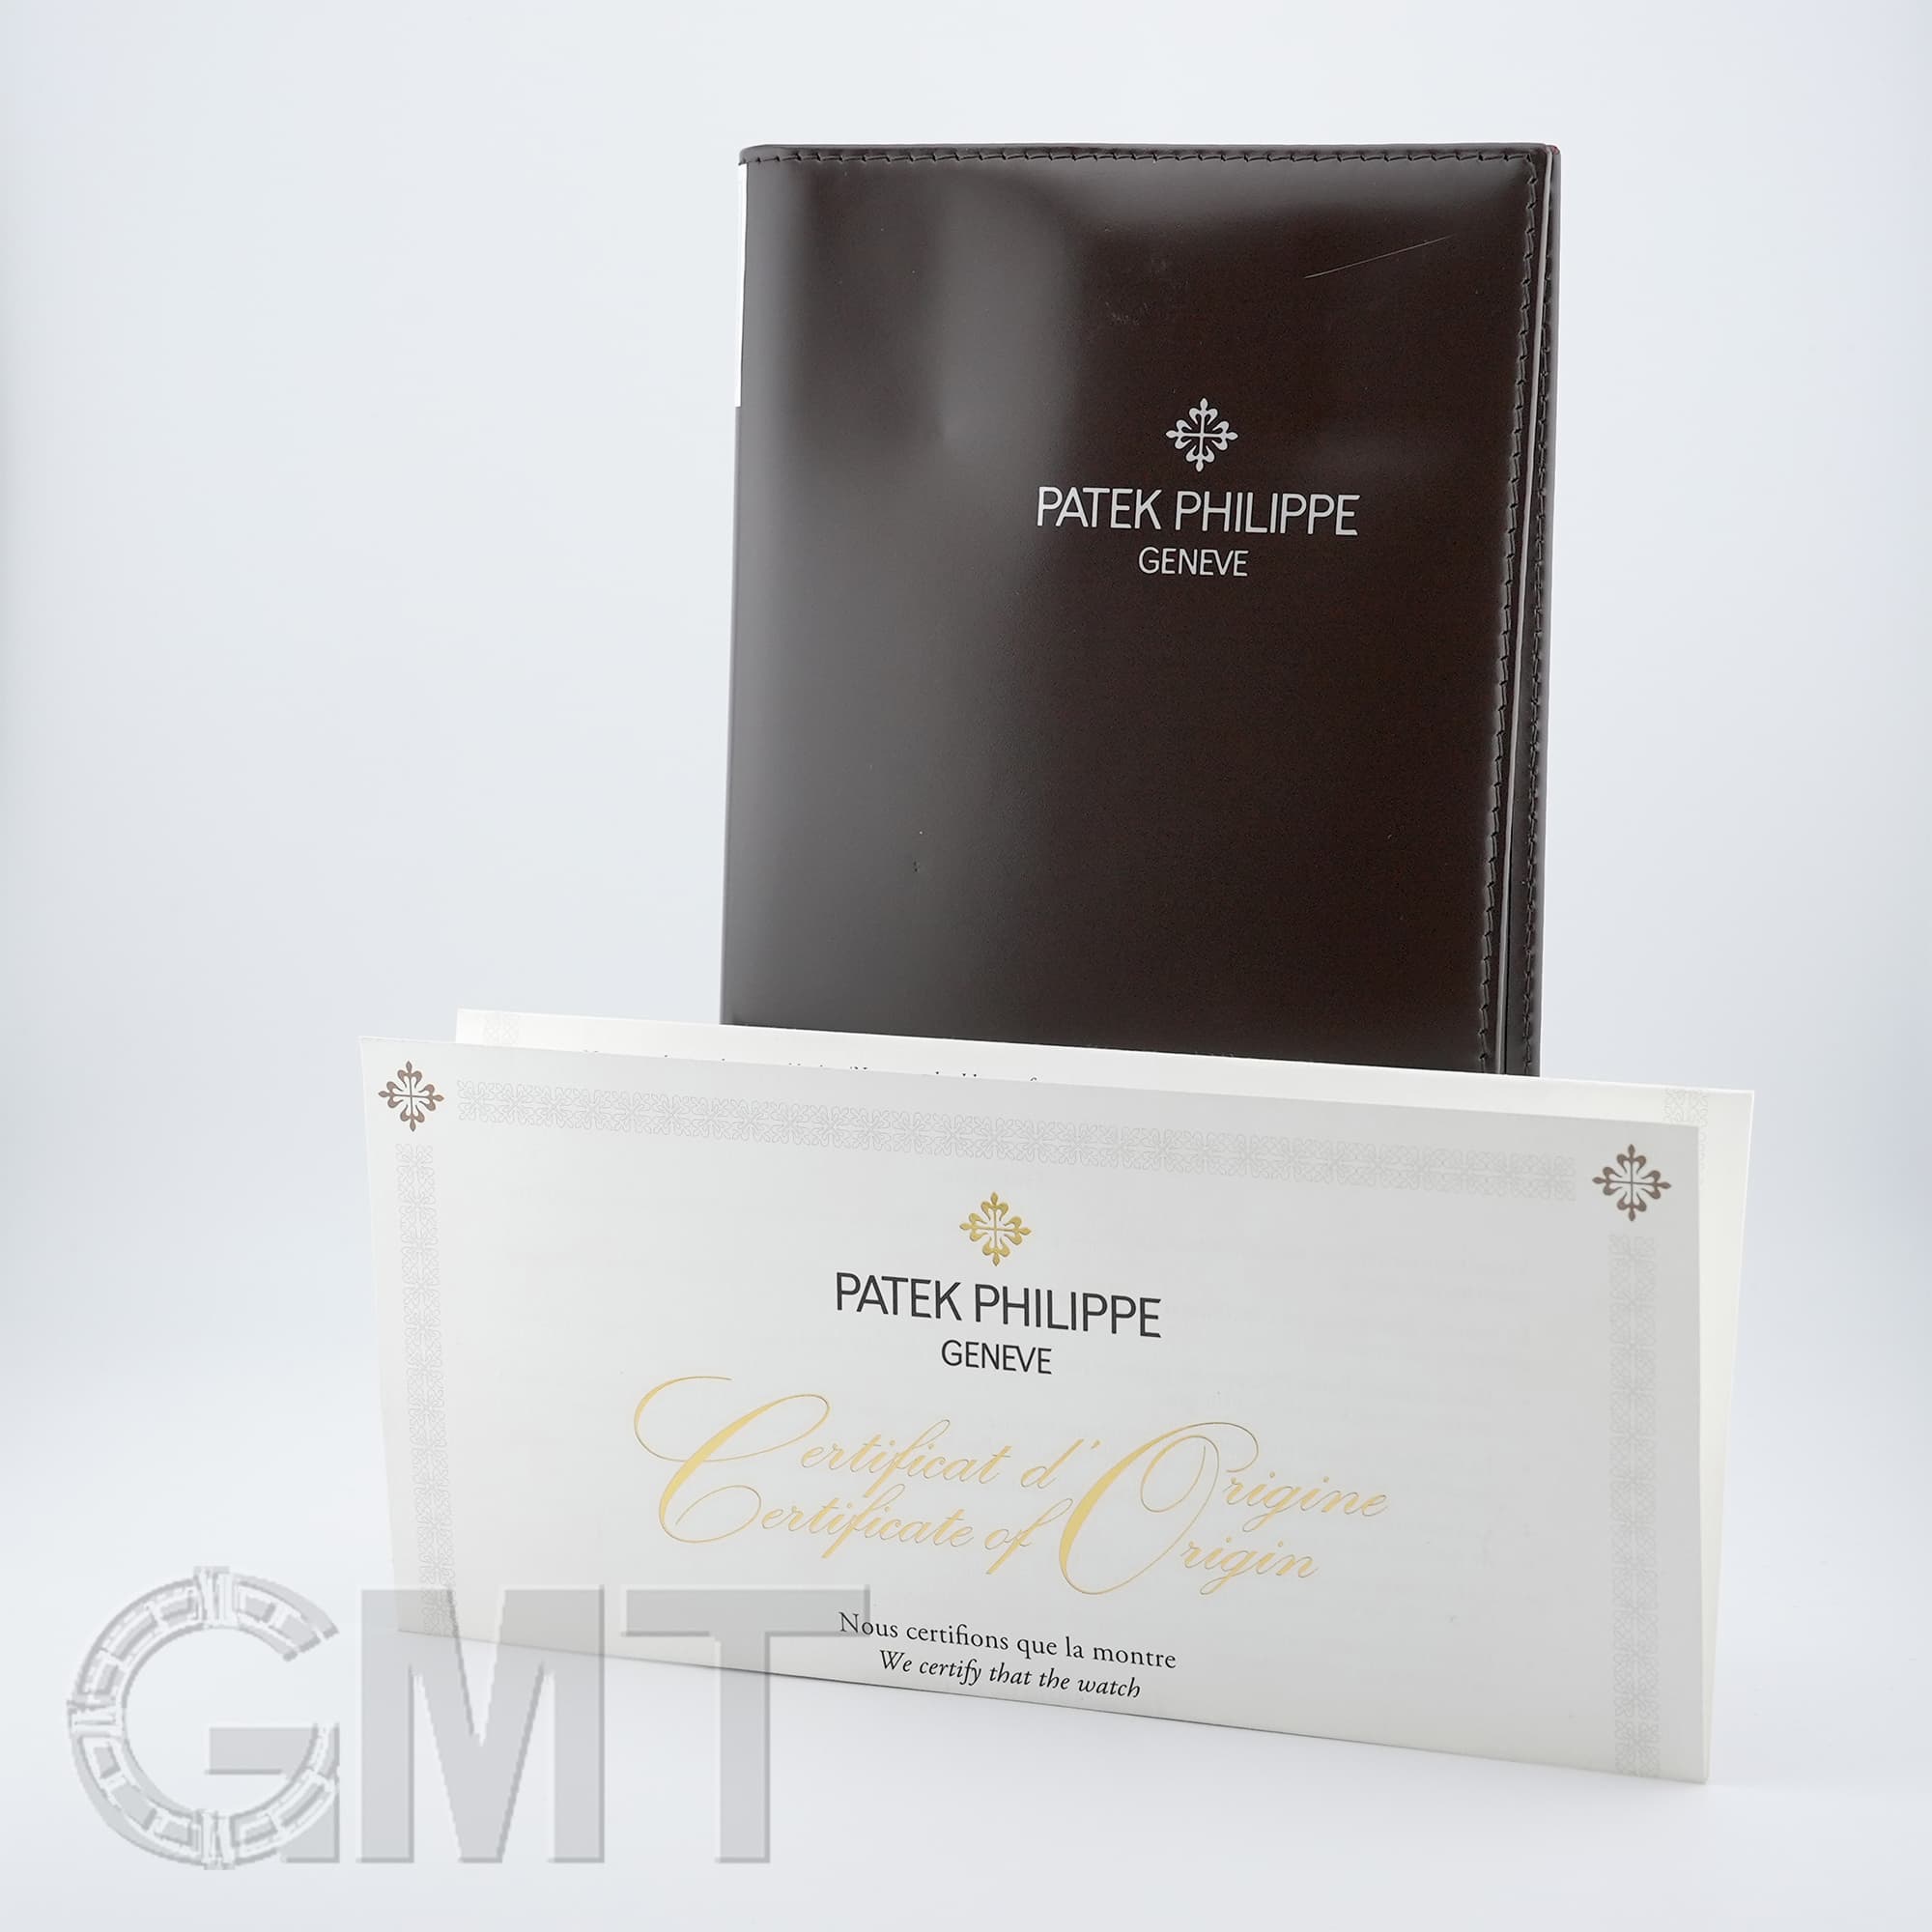 PATEK PHILIPPE
GENEVE
PATEK PHILIPPE
GENEVE
Certificat d'Origine
Certificate of Origin
Nous certifions que la montre
We certify that the watch
GMT